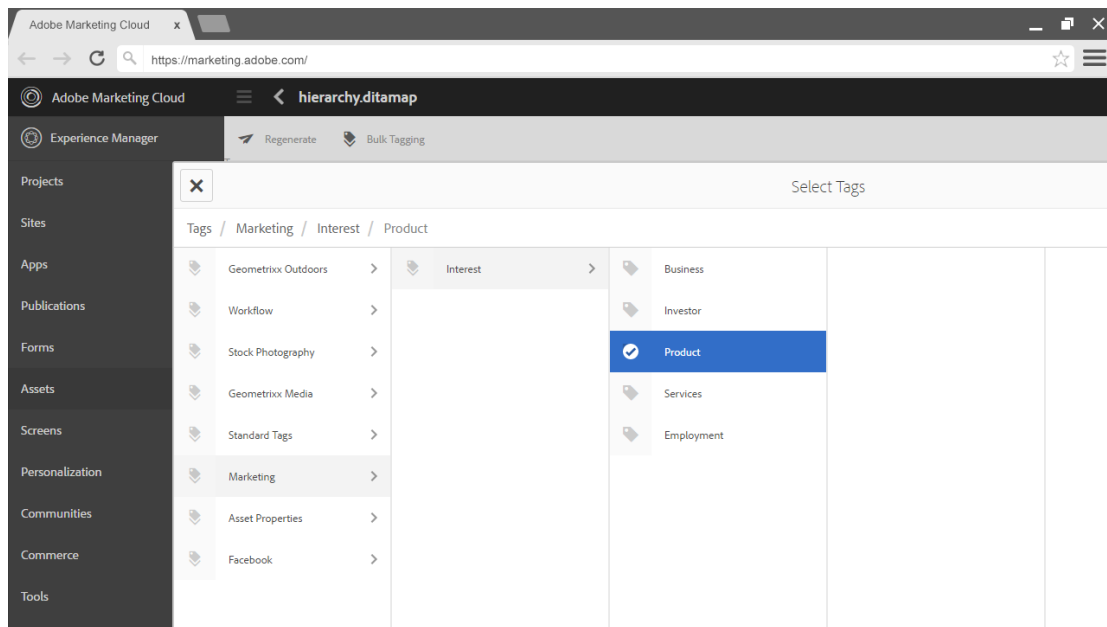 Adobe Marketing Cloud x
https://marketing.adobe.com/
Adobe Marketing Cloud
hierarchy.ditamap
Experience Manager
Regenerate
Bulk Tagging
Projects
Sites
Apps
Publications
Forms
Assets
Screens
Personalization
Communities
Commerce
Tools
Select Tags
Tags / Marketing / Interest / Product
Geometrixx Outdoors
Workflow
Stock Photography
Geometrixx Media
Standard Tags
Marketing
Asset Properties
Facebook
Interest
Business
Investor
Product
Services
Employment